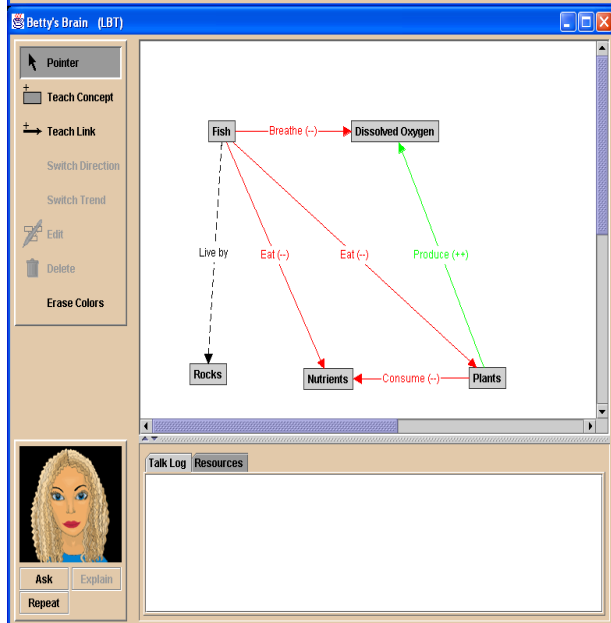 Betty's Brain (LBT)
Pointer
Teach Concept
Teach Link
Switch Direction
Switch Trend
Edit
Delete
Erase Colors
Fish
Breathe (--)
Dissolved Oxygen
Live by
Eat (--)
Eat (--)
Produce (++)
Rocks
Nutrients
Consume (--)
Plants
Talk Log
Resources
Ask
Explain
Repeat